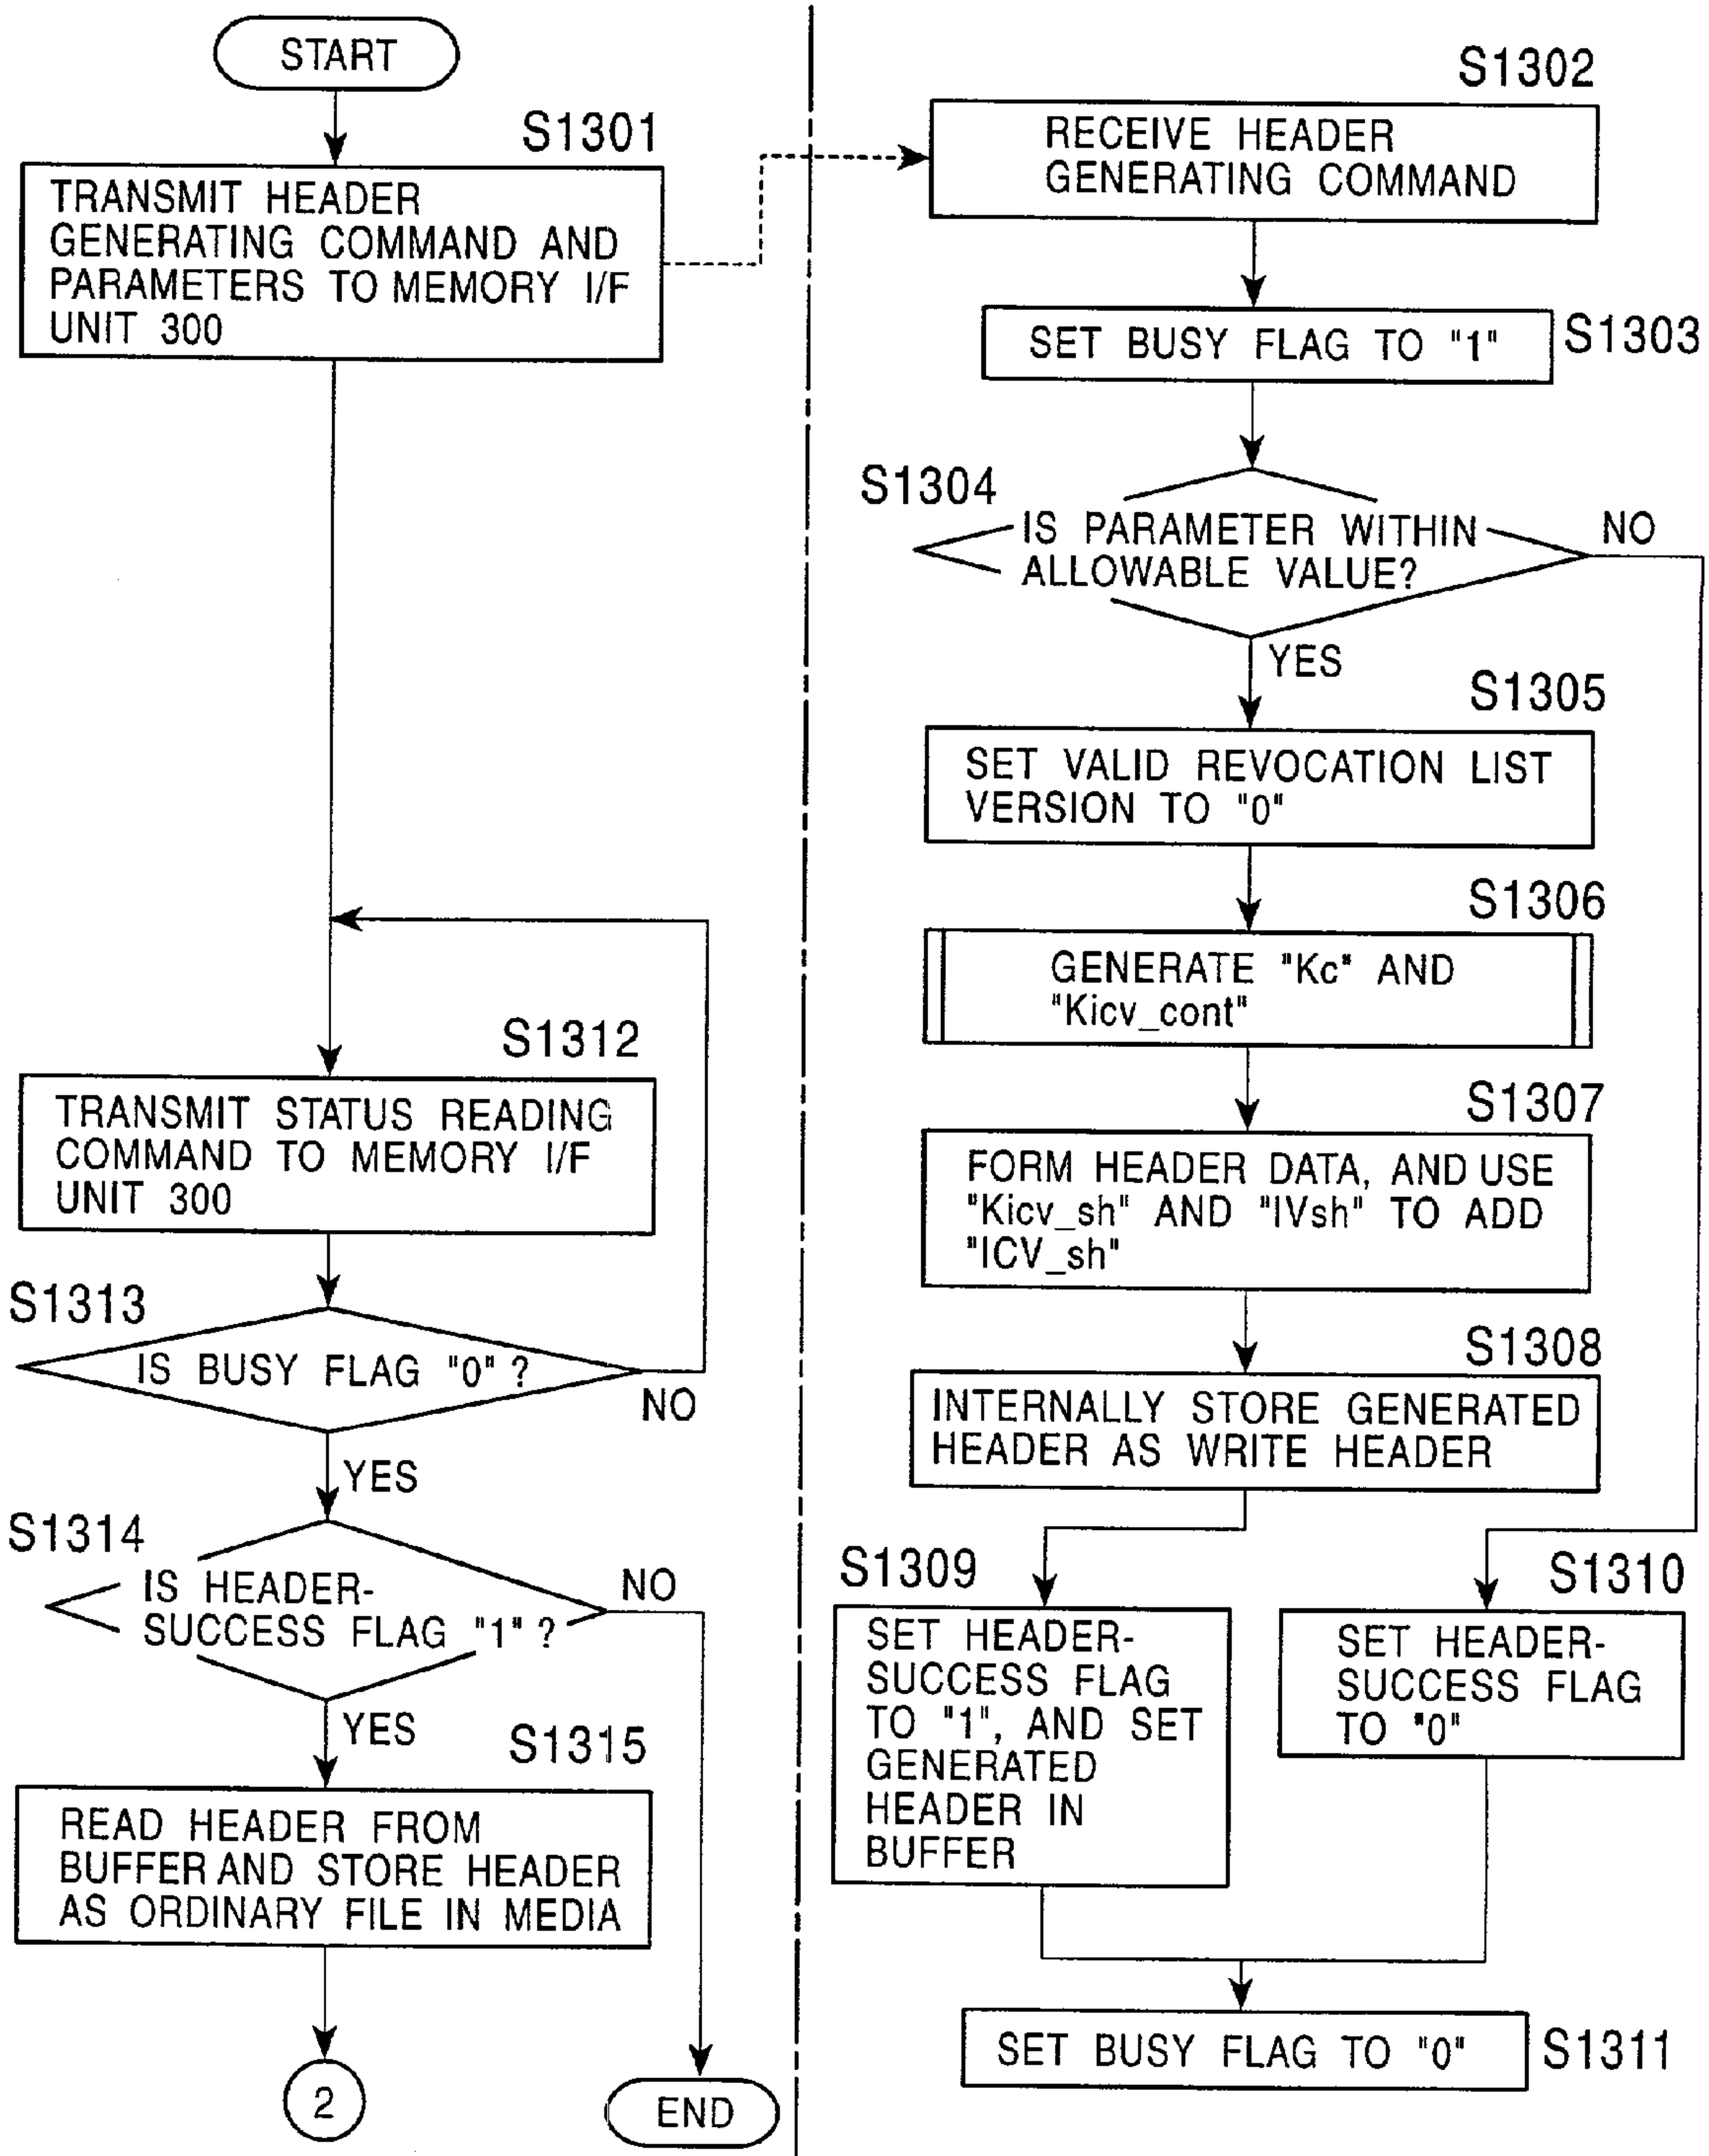 START
S1301
TRANSMIT HEADER
GENERATING COMMAND AND
PARAMETERS TO MEMORY I/F
UNIT 300
S1312
TRANSMIT STATUS READING
COMMAND TO MEMORY I/F
UNIT 300
S1313
IS BUSY FLAG "0" ?
NO
YES
S1314
IS HEADER-
SUCCESS FLAG "1" ?
NO
YES
S1315
READ HEADER FROM
BUFFER AND STORE HEADER
AS ORDINARY FILE IN MEDIA
2
END
S1302
RECEIVE HEADER
GENERATING COMMAND
SET BUSY FLAG TO "1"
S1303
S1304
IS PARAMETER WITHIN
ALLOWABLE VALUE?
NO
YES
S1305
SET VALID REVOCATION LIST
VERSION TO "0"
S1306
GENERATE "Kc" AND
"Kicv_cont"
S1307
FORM HEADER DATA, AND USE
"Kicv_sh" AND "IVsh" TO ADD
"ICV_sh"
S1308
INTERNALLY STORE GENERATED
HEADER AS WRITE HEADER
S1309
SET HEADER-
SUCCESS FLAG
TO "1", AND SET
GENERATED
HEADER IN
BUFFER
S1310
SET HEADER-
SUCCESS FLAG
TO "0"
SET BUSY FLAG TO "0"
S1311